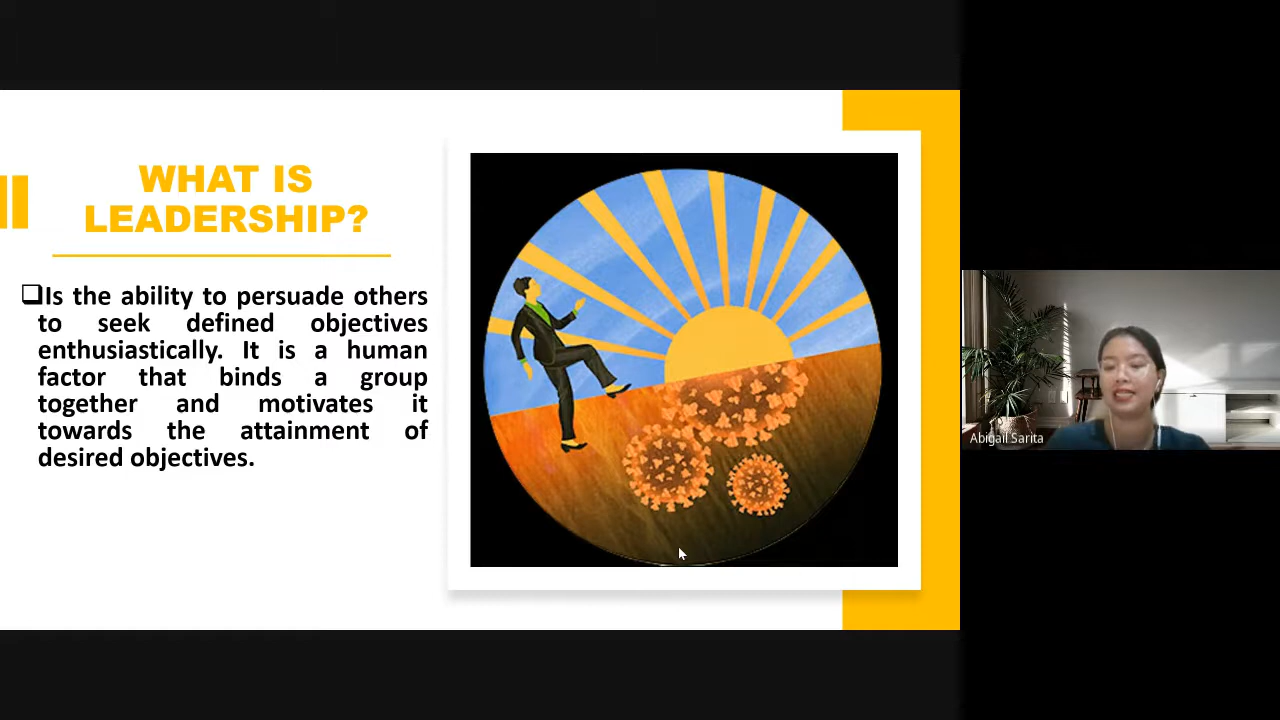 WHAT IS
LEADERSHIP?
❑Is the ability to persuade others
to seek defined objectives
enthusiastically. It is a human
factor that binds a group
together and motivates it
towards the attainment of
desired objectives.
Abigail Sarita